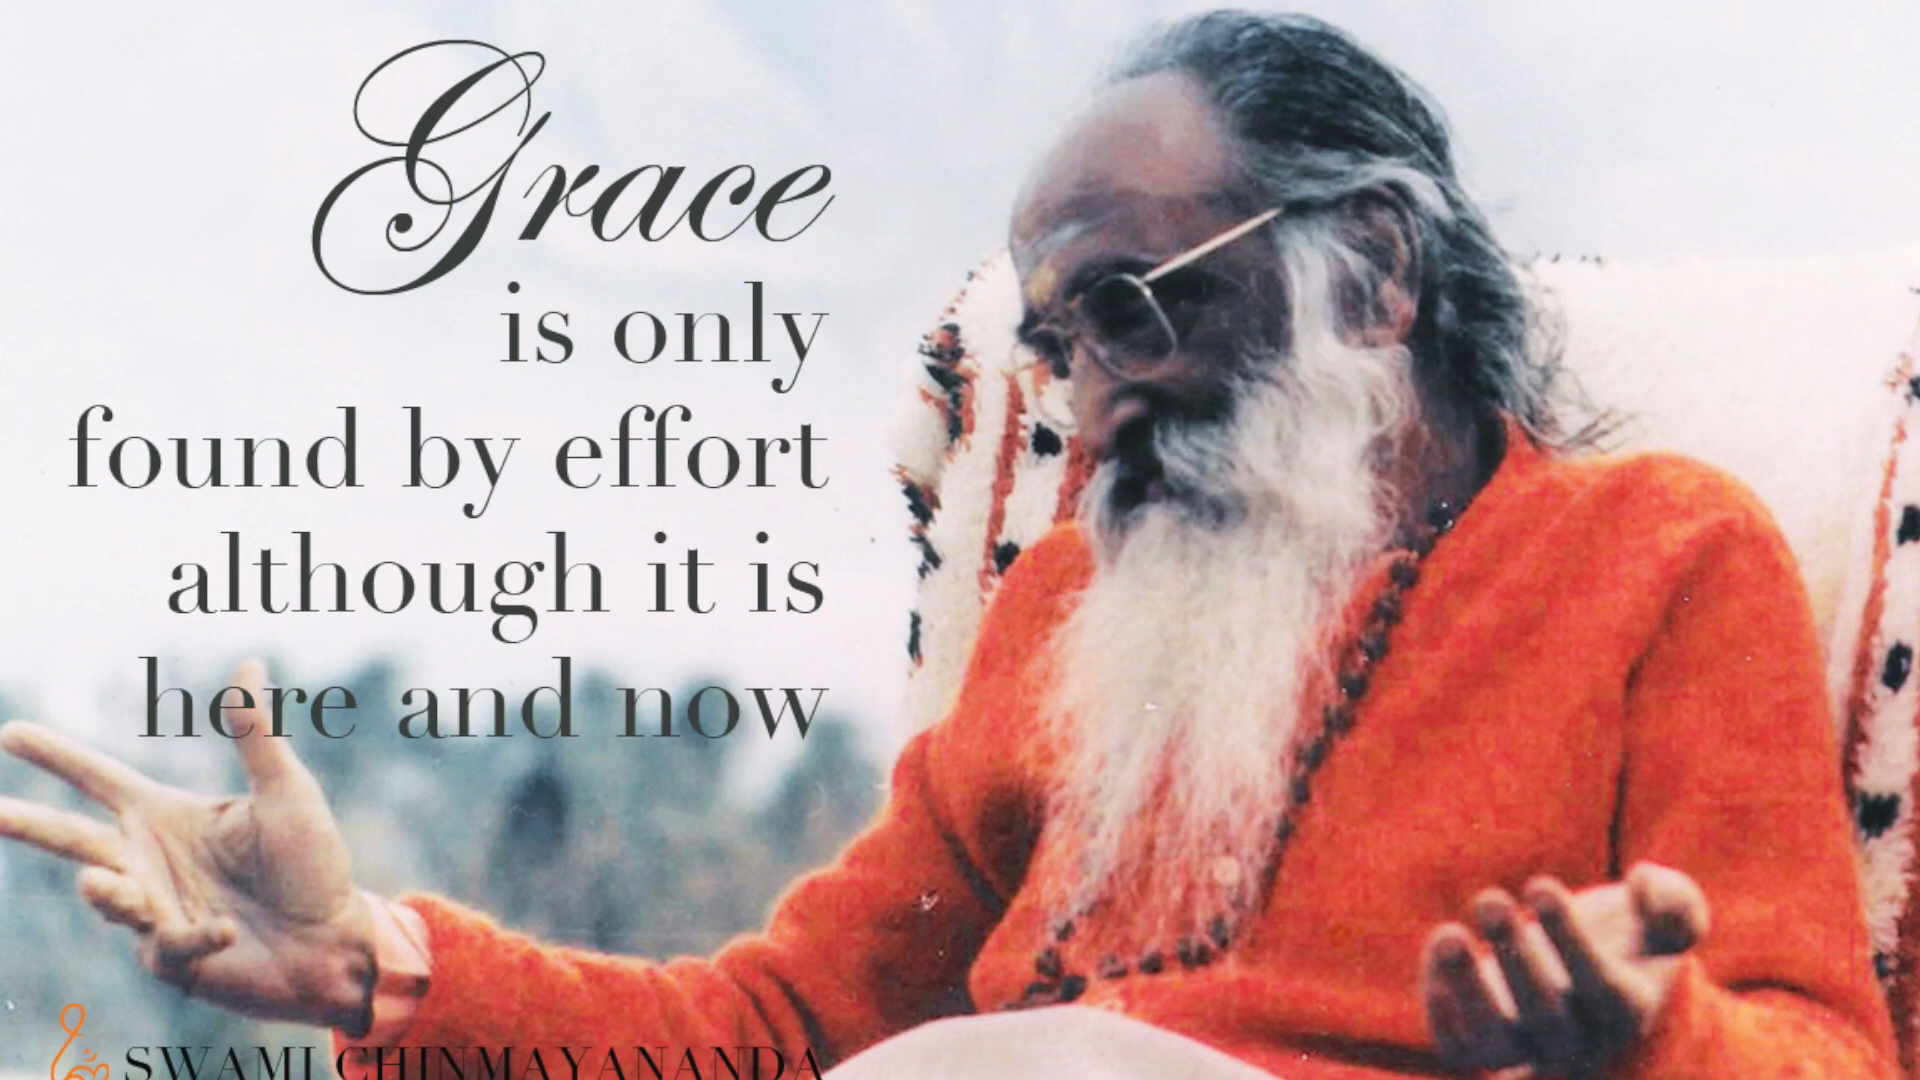 Grace
is only
found by effort
although it is
here and now
SWAMI CHINMAYANANDA